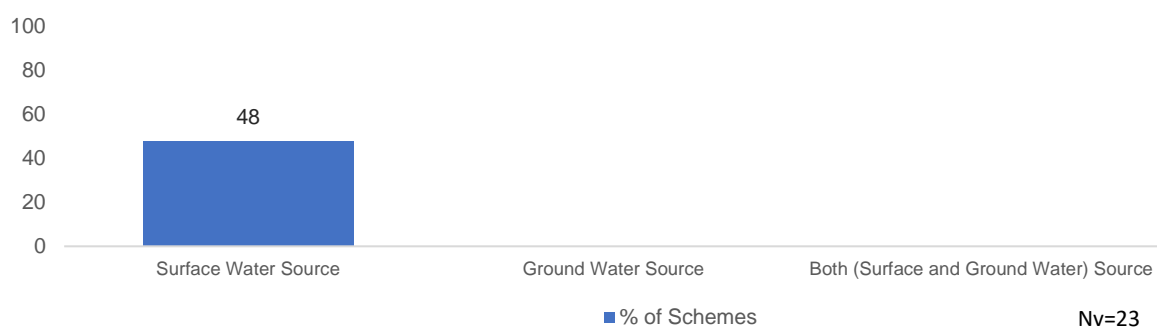 100
80
60
40
20
0
48
Surface Water Source
Ground Water Source
Both (Surface and Ground Water) Source
% of Schemes
Nv=23